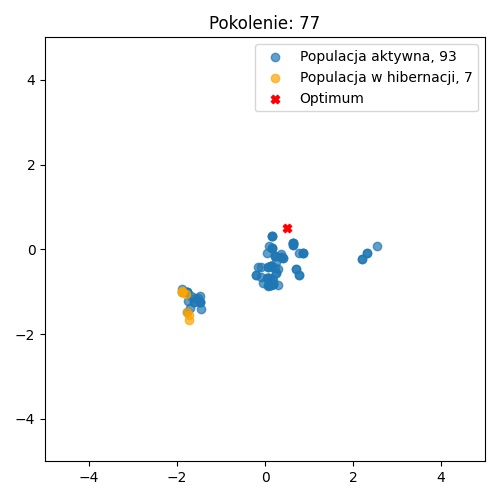 Pokolenie: 77
Populacja aktywna, 93
Populacja w hibernacji, 7
Optimum
4
2
0
−2
−4
−4
−2
0
2
4